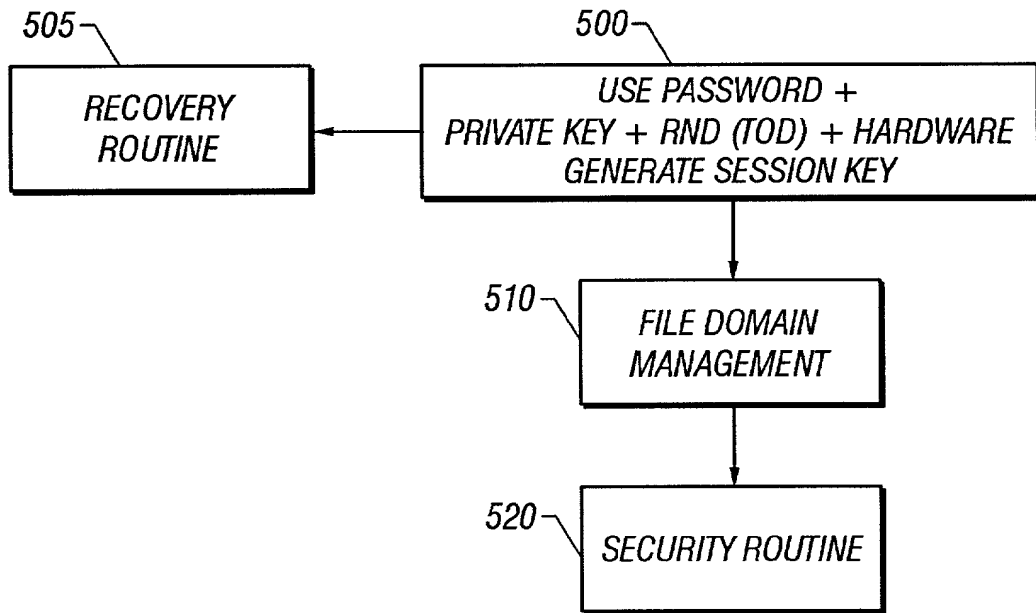 505
RECOVERY
ROUTINE
500
USE PASSWORD +
PRIVATE KEY + RND (TOD) + HARDWARE
GENERATE SESSION KEY
510
FILE DOMAIN
MANAGEMENT
520
SECURITY ROUTINE